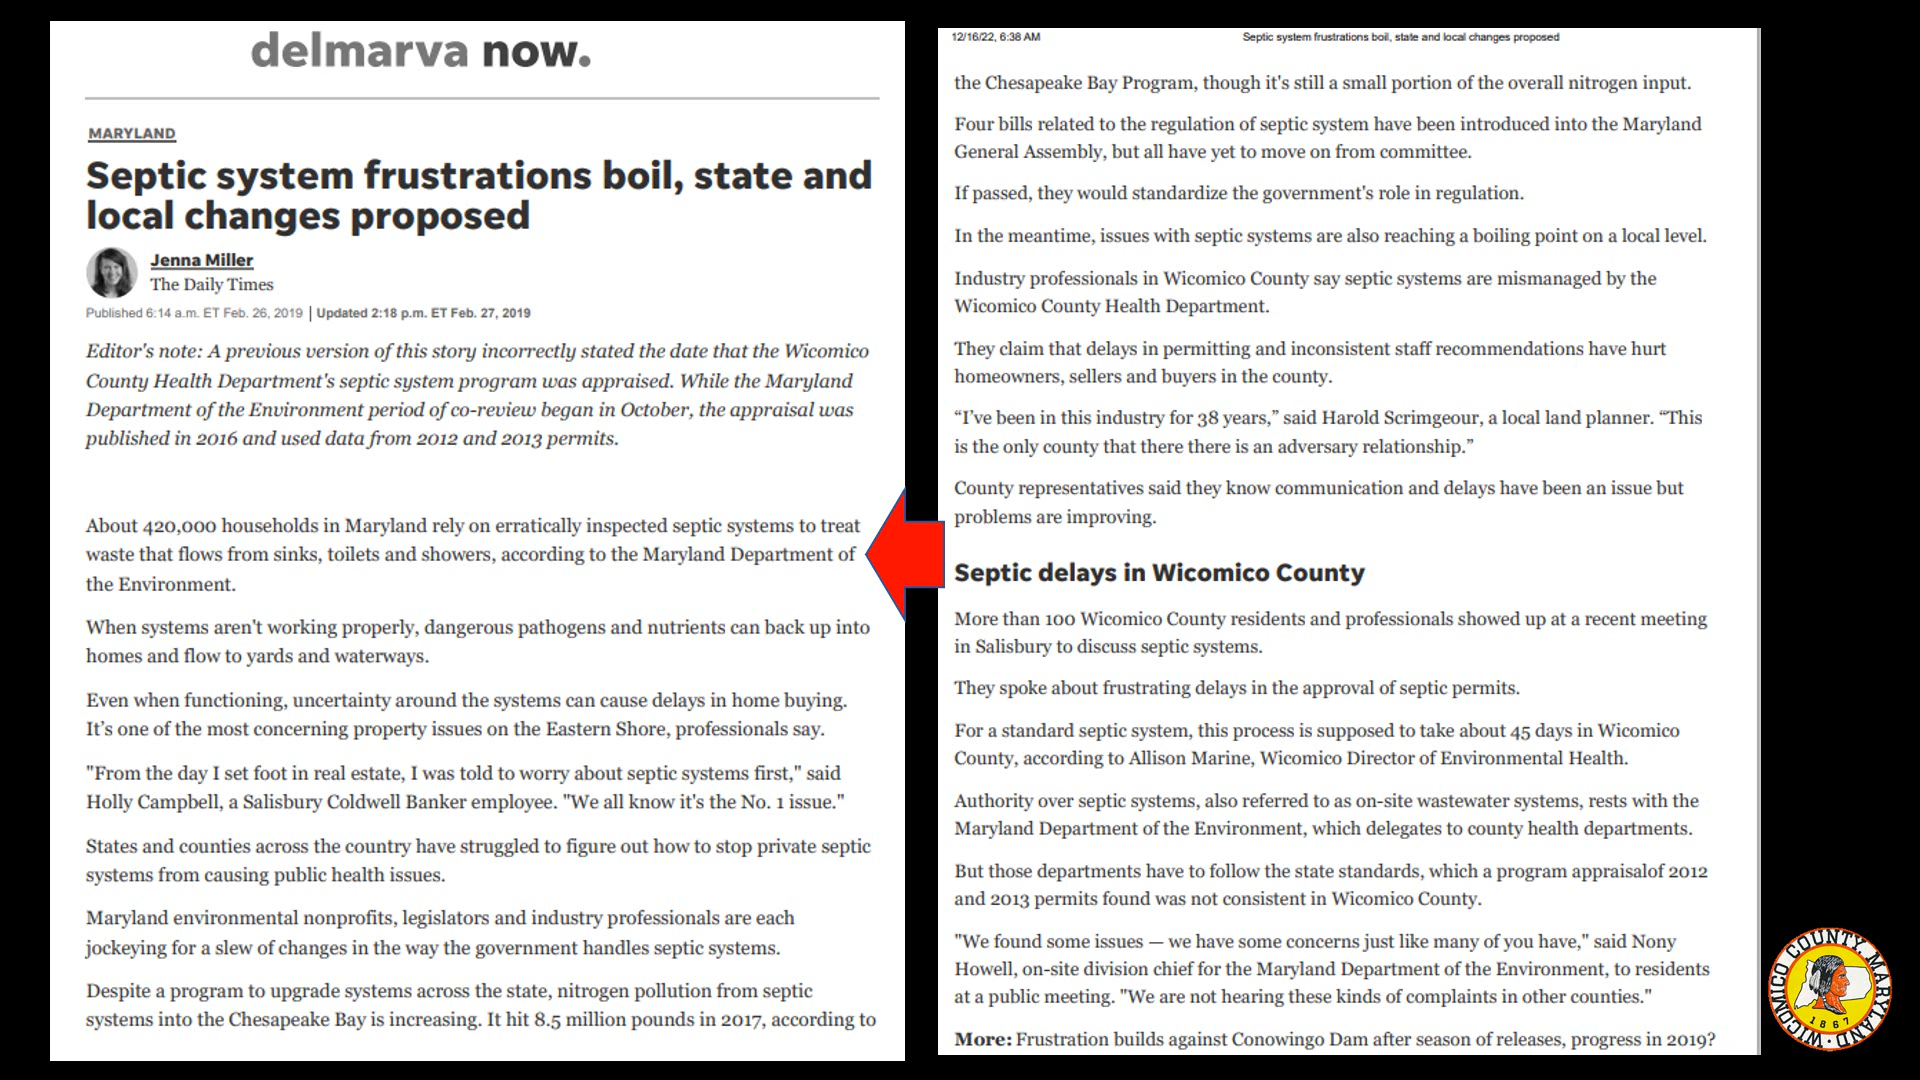 delmarva now.
MARYLAND
Septic system frustrations boil, state and
local changes proposed
Jenna Miller
The Daily Times
Published 6:14 a.m. ET Feb. 26, 2019 | Updated 2:18 p.m. ET Feb. 27, 2019
Editor's note: A previous version of this story incorrectly stated the date that the Wicomico
County Health Department's septic system program was appraised. While the Maryland
Department of the Environment period of co-review began in October, the appraisal was
published in 2016 and used data from 2012 and 2013 permits.
About 420,000 households in Maryland rely on erratically inspected septic systems to treat
waste that flows from sinks, toilets and showers, according to the Maryland Department of
the Environment.
When systems aren't working properly, dangerous pathogens and nutrients can back up into
homes and flow to yards and waterways.
Even when functioning, uncertainty around the systems can cause delays in home buying.
It's one of the most concerning property issues on the Eastern Shore, professionals say.
"From the day I set foot in real estate, I was told to worry about septic systems first," said
Holly Campbell, a Salisbury Coldwell Banker employee. "We all know it's the No. 1 issue."
States and counties across the country have struggled to figure out how to stop private septic
systems from causing public health issues.
Maryland environmental nonprofits, legislators and industry professionals are each
jockeying for a slew of changes in the way the government handles septic systems.
Despite a program to upgrade systems across the state, nitrogen pollution from septic
systems into the Chesapeake Bay is increasing. It hit 8.5 million pounds in 2017, according to
12/16/22, 6:38 AM
Septic system frustrations boil, state and local changes proposed
the Chesapeake Bay Program, though it's still a small portion of the overall nitrogen input.
Four bills related to the regulation of septic system have been introduced into the Maryland
General Assembly, but all have yet to move on from committee.
If passed, they would standardize the government's role in regulation.
In the meantime, issues with septic systems are also reaching a boiling point on a local level.
Industry professionals in Wicomico County say septic systems are mismanaged by the
Wicomico County Health Department.
They claim that delays in permitting and inconsistent staff recommendations have hurt
homeowners, sellers and buyers in the county.
“I've been in this industry for 38 years,” said Harold Scrimgeour, a local land planner. “This
is the only county that there there is an adversary relationship.”
County representatives said they know communication and delays have been an issue but
problems are improving.
Septic delays in Wicomico County
More than 100 Wicomico County residents and professionals showed up at a recent meeting
in Salisbury to discuss septic systems.
They spoke about frustrating delays in the approval of septic permits.
For a standard septic system, this process is supposed to take about 45 days in Wicomico
County, according to Allison Marine, Wicomico Director of Environmental Health.
Authority over septic systems, also referred to as on-site wastewater systems, rests with the
Maryland Department of the Environment, which delegates to county health departments.
But those departments have to follow the state standards, which a program appraisalof 2012
and 2013 permits found was not consistent in Wicomico County.
"We found some issues — we have some concerns just like many of you have," said Nony
Howell, on-site division chief for the Maryland Department of the Environment, to residents
at a public meeting. "We are not hearing these kinds of complaints in other counties."
More: Frustration builds against Conowingo Dam after season of releases, progress in 2019?
WICOMICO COUNTY, MARYLAND
1867